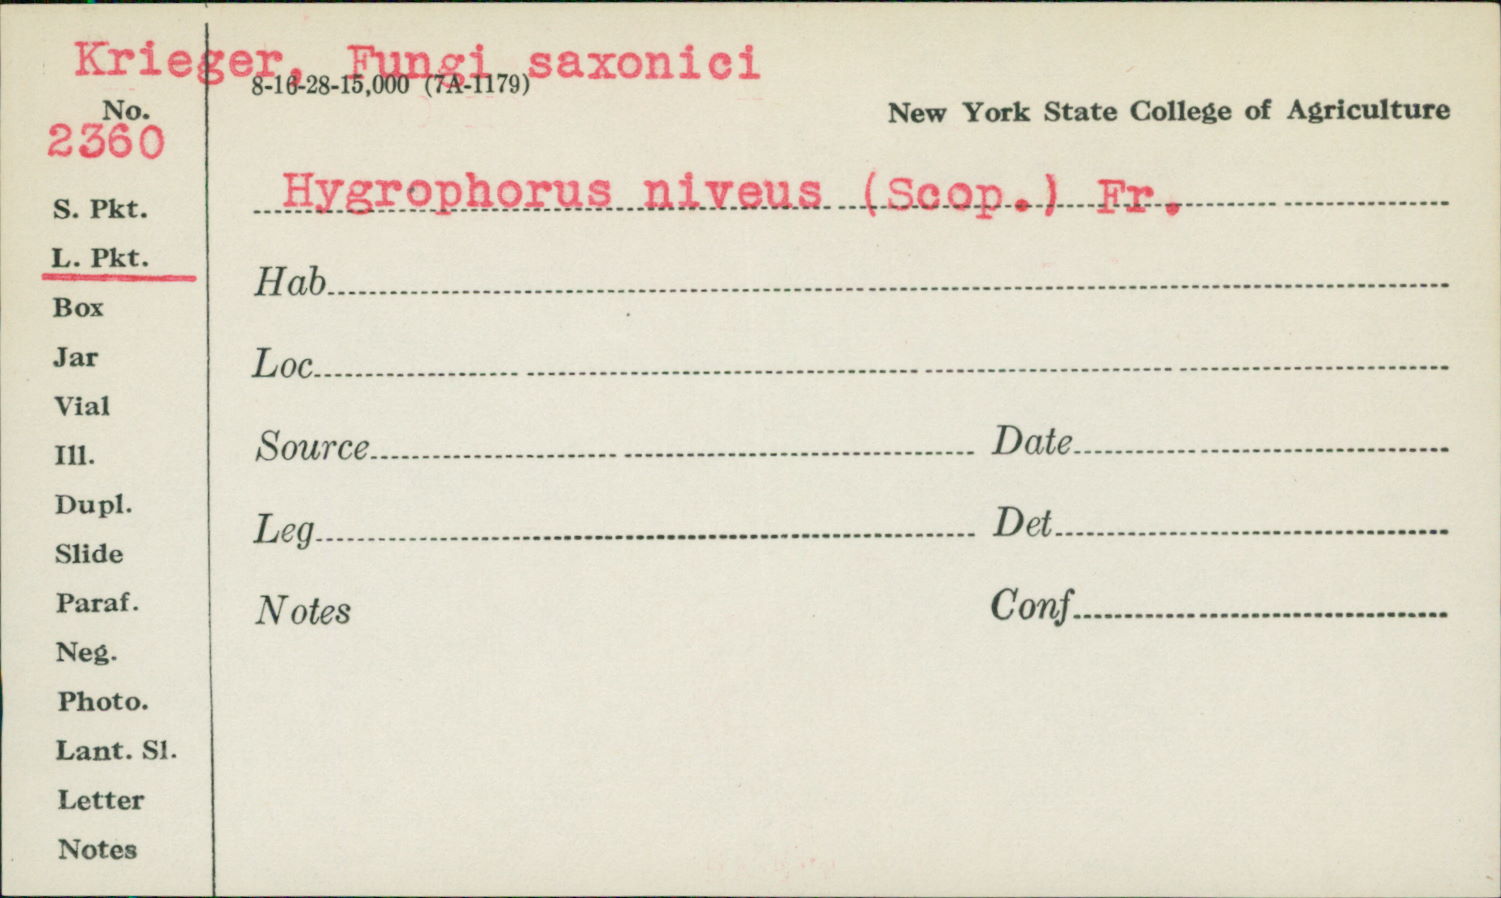 Krieger, Fungi saxonici
8-16-28-15,000 (7A-1179)
No.
New York State College of Agriculture
2360
Hygrophorus niveus (Scop.) Fr.
S. Pkt.
L. Pkt.
Hab
Box
Jar
Loc
Vial
Source
Date
Ill.
Dupl.
Leg
Det
Slide
Paraf.
Notes
Conf
Neg.
Photo.
Lant. Sl.
Letter
Notes